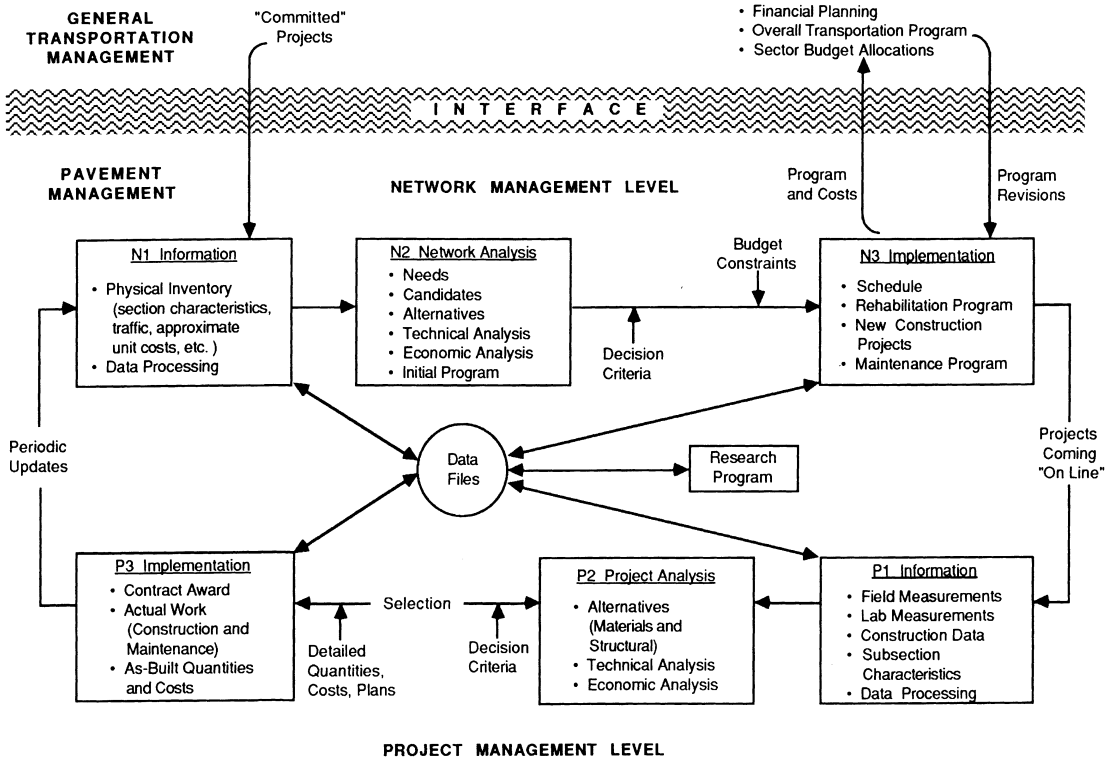 GENERAL
TRANSPORTATION
MANAGEMENT
"Committed"
Projects
• Financial Planning
• Overall Transportation Program
• Sector Budget Allocations
INTERFACE
PAVEMENT
MANAGEMENT
NETWORK MANAGEMENT LEVEL
Program
and Costs
Program
Revisions
N1 Information
• Physical Inventory
(section characteristics,
traffic, approximate
unit costs, etc. )
• Data Processing
N2 Network Analysis
• Needs
• Candidates
• Alternatives
• Technical Analysis
• Economic Analysis
• Initial Program
Budget
Constraints
Decision
Criteria
N3 Implementation
• Schedule
• Rehabilitation Program
• New Construction
Projects
• Maintenance Program
Periodic
Updates
Data
Files
Research
Program
Projects
Coming
"On Line"
P3 Implementation
• Contract Award
• Actual Work
(Construction and
Maintenance)
• As-Built Quantities
and Costs
Selection
Detailed
Quantities,
Costs, Plans
Decision
Criteria
P2 Project Analysis
• Alternatives
(Materials and
Structural)
• Technical Analysis
• Economic Analysis
P1 Information
• Field Measurements
• Lab Measurements
• Construction Data
• Subsection
Characteristics
• Data Processing
PROJECT MANAGEMENT LEVEL